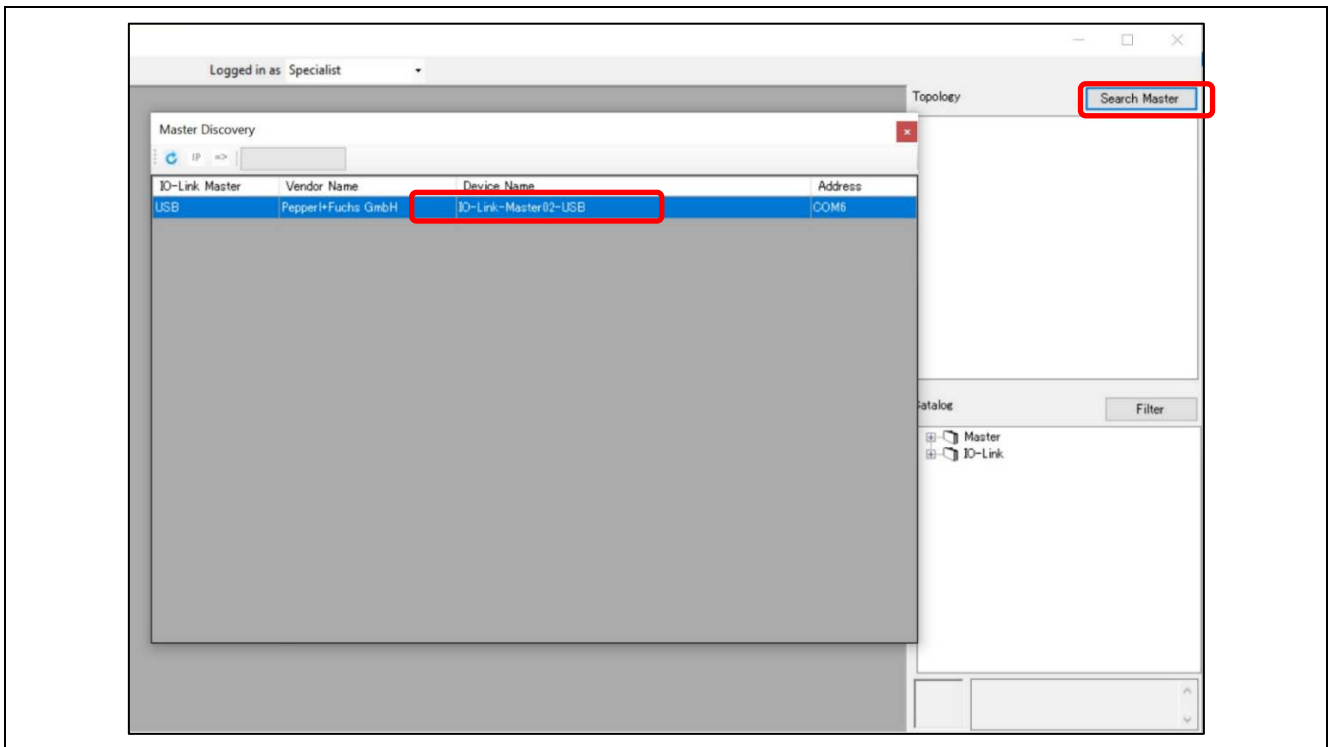 Logged in as Specialist
Topology Search Master
Master Discovery
IP =>
IO-Link Master Vendor Name Device Name Address
USB Pepperl+Fuchs GmbH IO-Link-Master02-USB COM6
Catalog Filter
Master
IO-Link